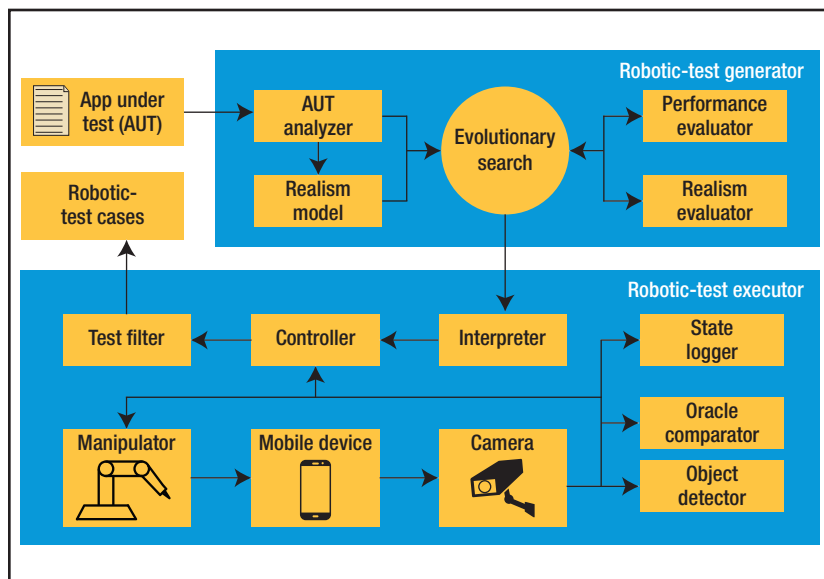 Robotic-test generator
App under
test (AUT)
AUT
analyzer
Evolutionary
search
Performance
evaluator
Robotic-
test cases
Realism
model
Realism
evaluator
Robotic-test executor
Test filter
Controller
Interpreter
State
logger
Manipulator
Mobile device
Camera
Oracle
comparator
Object
detector